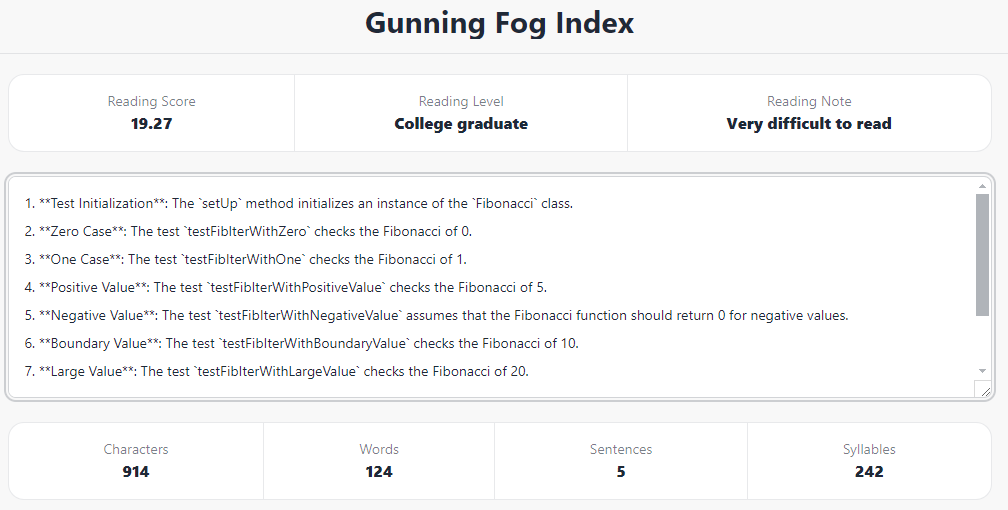 Gunning Fog Index
Reading Score
19.27
Reading Level
College graduate
Reading Note
Very difficult to read
1. **Test Initialization**: The `setUp` method initializes an instance of the `Fibonacci` class.
2. **Zero Case**: The test `testFibIterWithZero` checks the Fibonacci of 0.
3. **One Case**: The test `testFibIterWithOne` checks the Fibonacci of 1.
4. **Positive Value**: The test `testFibIterWithPositiveValue` checks the Fibonacci of 5.
5. **Negative Value**: The test `testFibIterWithNegativeValue` assumes that the Fibonacci function should return 0 for negative values.
6. **Boundary Value**: The test `testFibIterWithBoundaryValue` checks the Fibonacci of 10.
7. **Large Value**: The test `testFibIterWithLargeValue` checks the Fibonacci of 20.
Characters
914
Words
124
Sentences
5
Syllables
242